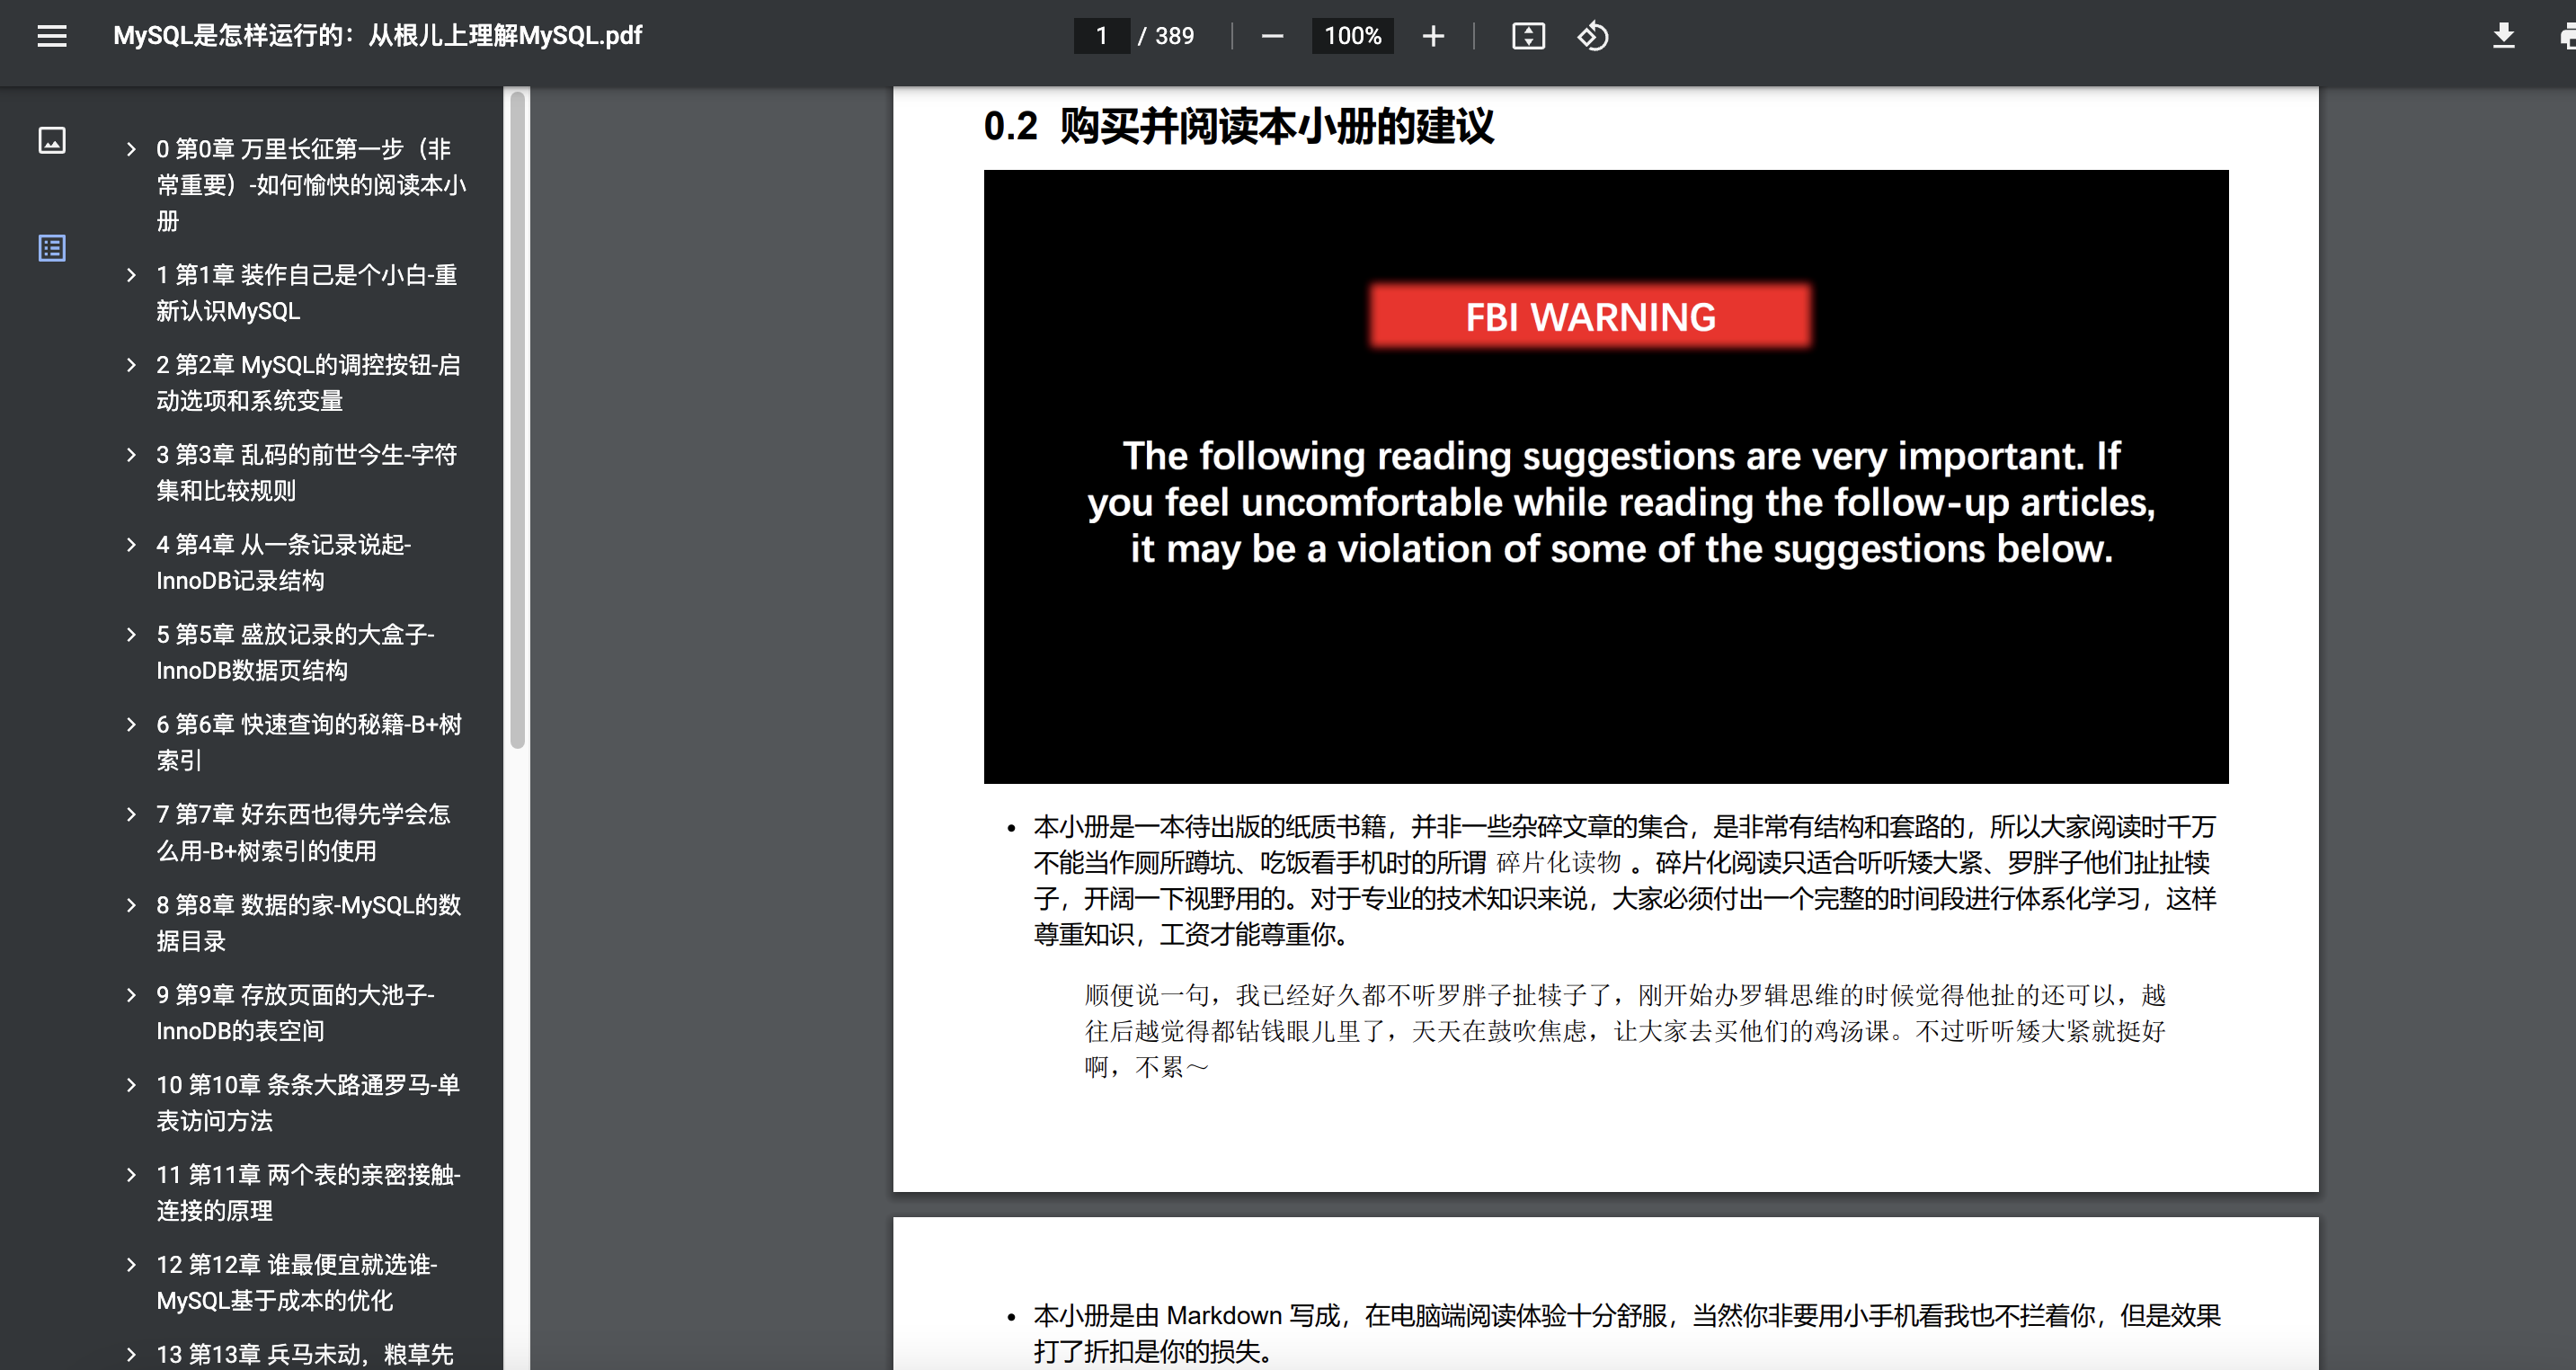 MySQL是怎样运行的：从根儿上理解MySQL.pdf
1 / 389
100%
0 第0章 万里长征第一步（非
常重要）-如何愉快的阅读本小
册
1 第1章 装作自己是个小白-重
新认识MySQL
2 第2章 MySQL的调控按钮-启
动选项和系统变量
3 第3章 乱码的前世今生-字符
集和比较规则
4 第4章 从一条记录说起-
InnoDB记录结构
5 第5章 盛放记录的大盒子-
InnoDB数据页结构
6 第6章 快速查询的秘籍-B+树
索引
7 第7章 好东西也得先学会怎
么用-B+树索引的使用
8 第8章 数据的家-MySQL的数
据目录
9 第9章 存放页面的大池子-
InnoDB的表空间
10 第10章 条条大路通罗马-单
表访问方法
11 第11章 两个表的亲密接触-
连接的原理
12 第12章 谁最便宜就选谁-
MySQL基于成本的优化
13 第13章 兵马未动，粮草先
0.2 购买并阅读本小册的建议
FBI WARNING
The following reading suggestions are very important. If
you feel uncomfortable while reading the follow-up articles,
it may be a violation of some of the suggestions below.
• 本小册是一本待出版的纸质书籍，并非一些杂碎文章的集合，是非常有结构和套路的，所以大家阅读时千万
不能当作厕所蹲坑、吃饭看手机时的所谓 碎片化读物 。碎片化阅读只适合听听矮大紧、罗胖子他们扯扯犊
子，开阔一下视野用的。对于专业的技术知识来说，大家必须付出一个完整的时间段进行体系化学习，这样
尊重知识，工资才能尊重你。
顺便说一句，我已经好久都不听罗胖子扯犊子了，刚开始办罗辑思维的时候觉得他扯的还可以，越
往后越觉得都钻钱眼儿里了，天天在鼓吹焦虑，让大家去买他们的鸡汤课。不过听听矮大紧就挺好
啊，不累～
• 本小册是由 Markdown 写成，在电脑端阅读体验十分舒服，当然你非要用小手机看我也不拦着你，但是效果
打了折扣是你的损失。